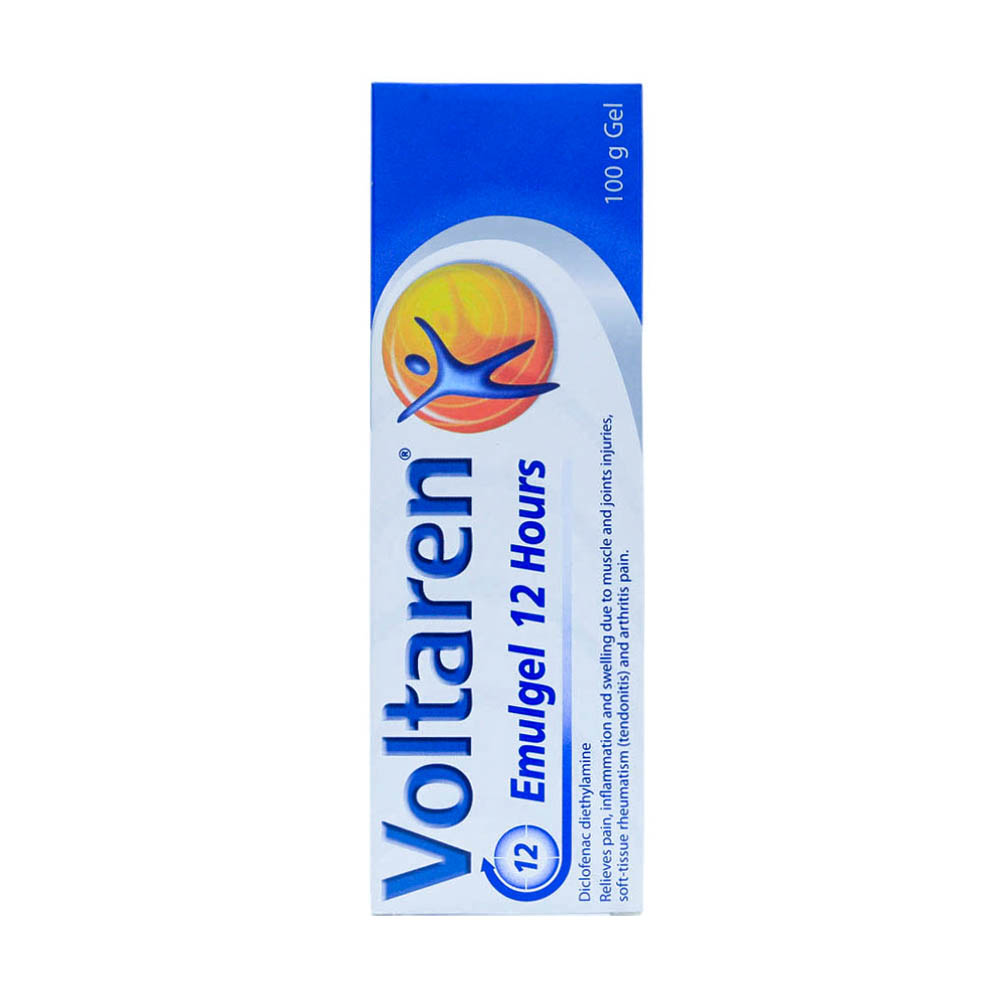 100 g Gel
Voltaren®
Emulgel 12 Hours
12
Diclofenac diethylamine
Relieves pain, inflammation and swelling due to muscle and joints injuries,
soft-tissue rheumatism (tendonitis) and arthritis pain.